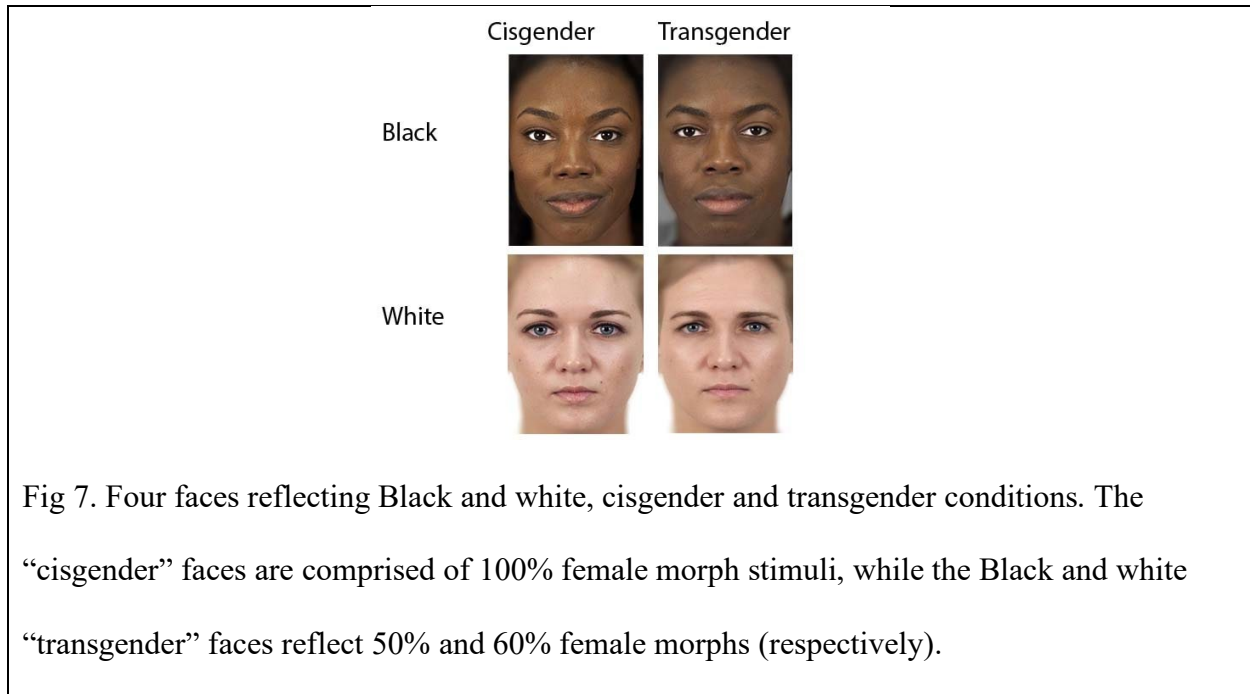 Cisgender Transgender
Black
White
Fig 7. Four faces reflecting Black and white, cisgender and transgender conditions. The
“cisgender” faces are comprised of 100% female morph stimuli, while the Black and white
“transgender” faces reflect 50% and 60% female morphs (respectively).